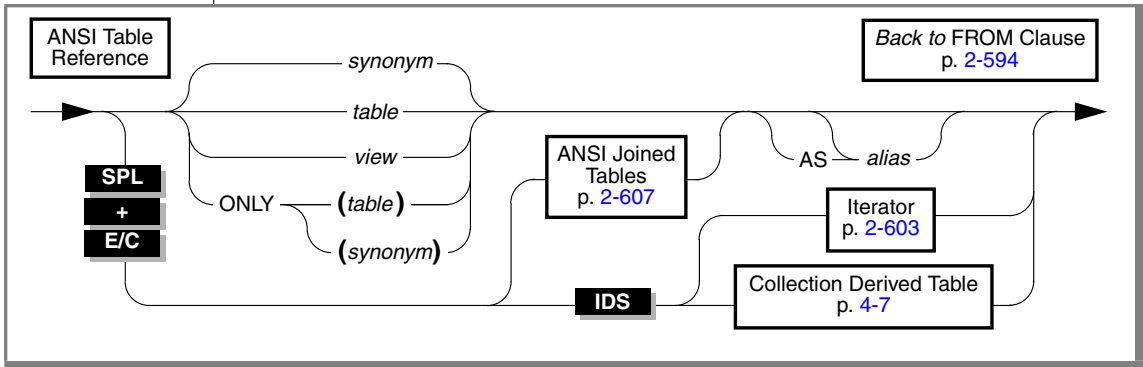 ANSI Table
Reference
Back to FROM Clause
p. 2-594
synonym
table
view
ONLY
(table)
(synonym)
SPL
+
E/C
ANSI Joined
Tables
p. 2-607
AS
alias
Iterator
p. 2-603
IDS
Collection Derived Table
p. 4-7